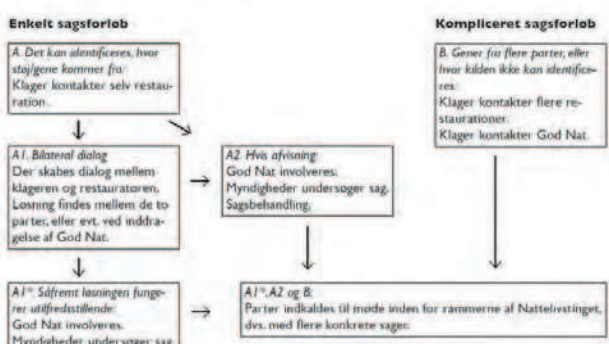 Enkelt sagsforløb
Kompliceret sagsforløb
A. Det kan identificeres, hvor
støj/gene kommer fra:
Klager kontakter selv restau-
ration.
B. Gener fra flere parter, eller
hvor kilden ikke kan identifice-
res:
Klager kontakter flere re-
staurationer.
Klager kontakter God Nat.
A1. Bilateral dialog
Der skabes dialog mellem
klageren og restauratøren.
Løsning findes mellem de to
parter, eller evt. ved inddra-
gelse af God Nat.
A2. Hvis afvisning:
God Nat involveres.
Myndigheder undersøger sag.
Sagsbehandling.
A1*. Såfremt løsningen funge-
rer utilfredsstillende:
God Nat involveres.
Myndigheder undersøger sag.
A1*, A2 og B:
Parter indkaldes til møde inden for rammerne af Nattelivstinget,
dvs. med flere konkrete sager.